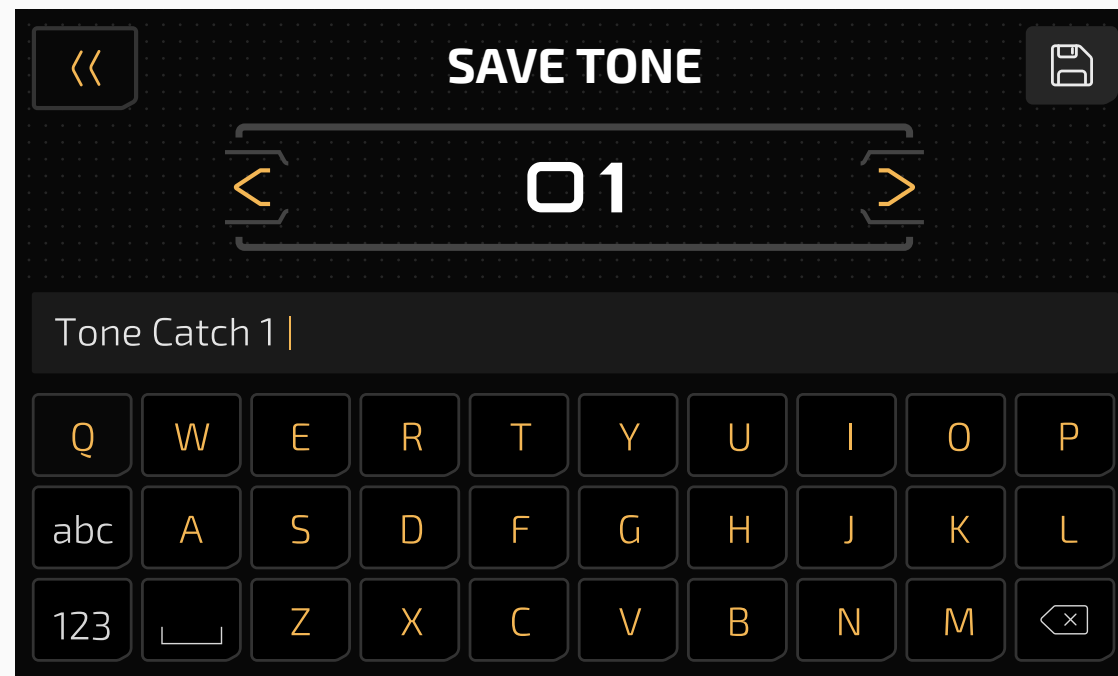 SAVE TONE
01
Tone Catch 1
Q W E R T Y U I O P
abc A S D F G H J K L
123 Z X C V B N M